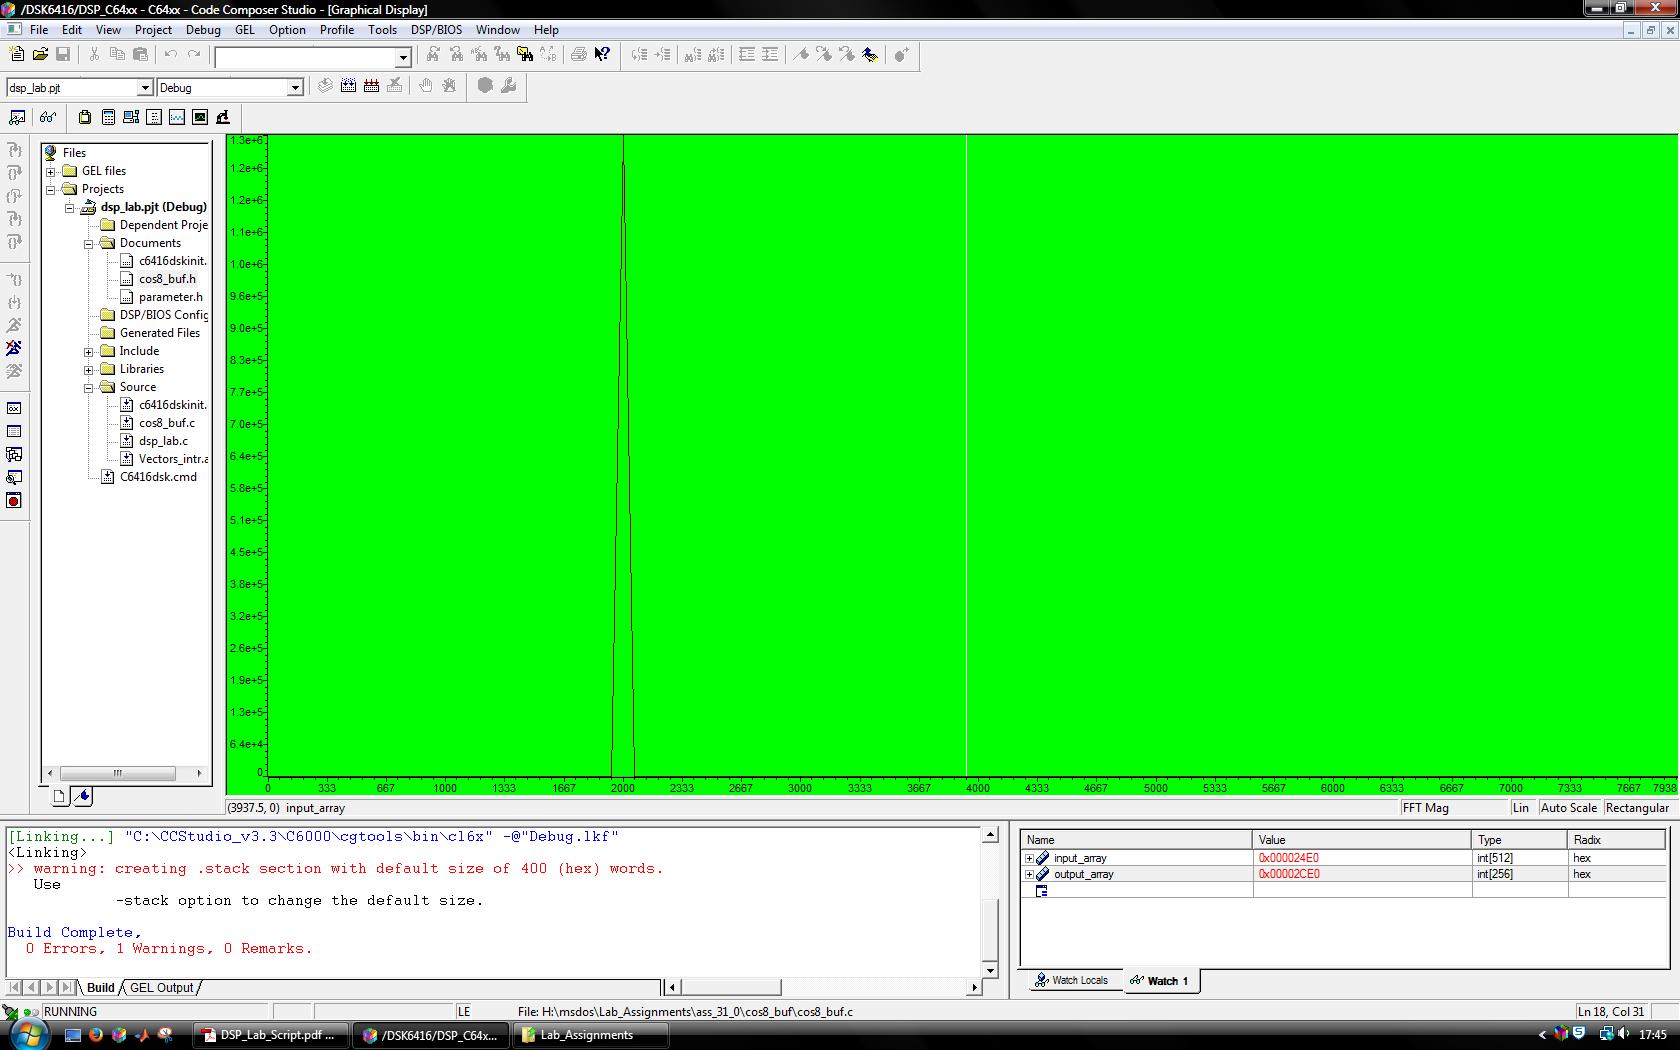 /DSK6416/DSP_C64xx - C64xx - Code Composer Studio - [Graphical Display]
File Edit View Project Debug GEL Option Profile Tools DSP/BIOS Window Help
dsp_lab.pjt Debug
Files
GEL files
Projects
dsp_lab.pjt (Debug)
Dependent Proje
Documents
c6416dskinit.
cos8_buf.h
parameter.h
DSP/BIOS Config
Generated Files
Include
Libraries
Source
c6416dskinit.
cos8_buf.c
dsp_lab.c
Vectors_intr.a
C6416dsk.cmd
1.3e+6
1.2e+6
1.2e+6
1.1e+6
1.0e+6
9.6e+5
9.0e+5
8.3e+5
7.7e+5
7.0e+5
6.4e+5
5.8e+5
5.1e+5
4.5e+5
3.8e+5
3.2e+5
2.6e+5
1.9e+5
1.3e+5
6.4e+4
0
0 333 667 1000 1333 1667 2000 2333 2667 3000 3333 3667 4000 4333 4667 5000 5333 5667 6000 6333 6667 7000 7333 7667 7938
(3937.5, 0) input_array FFT Mag Lin Auto Scale Rectangular
[Linking...] "C:\CCStudio_v3.3\C6000\cgtools\bin\cl6x" -@"Debug.lkf"
<Linking>
>> warning: creating .stack section with default size of 400 (hex) words.
Use
-stack option to change the default size.
Build Complete,
0 Errors, 1 Warnings, 0 Remarks.
Build GEL Output
Name Value Type Radix
input_array 0x000024E0 int[512] hex
output_array 0x00002CE0 int[256] hex
Watch Locals Watch 1
RUNNING LE File: H:\msdos\Lab_Assignments\ass_31_0\cos8_buf\cos8_buf.c Ln 18, Col 31
DSP_Lab_Script.pdf ... /DSK6416/DSP_C64x... Lab_Assignments 17:45